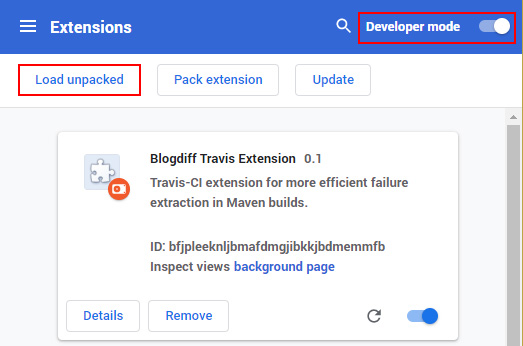 Extensions
Developer mode
Load unpacked
Pack extension
Update
Blogdiff Travis Extension 0.1
Travis-CI extension for more efficient failure
extraction in Maven builds.
ID: bfjpleeknljbmafdmgjibkkjbdmemmfb
Inspect views background page
Details
Remove